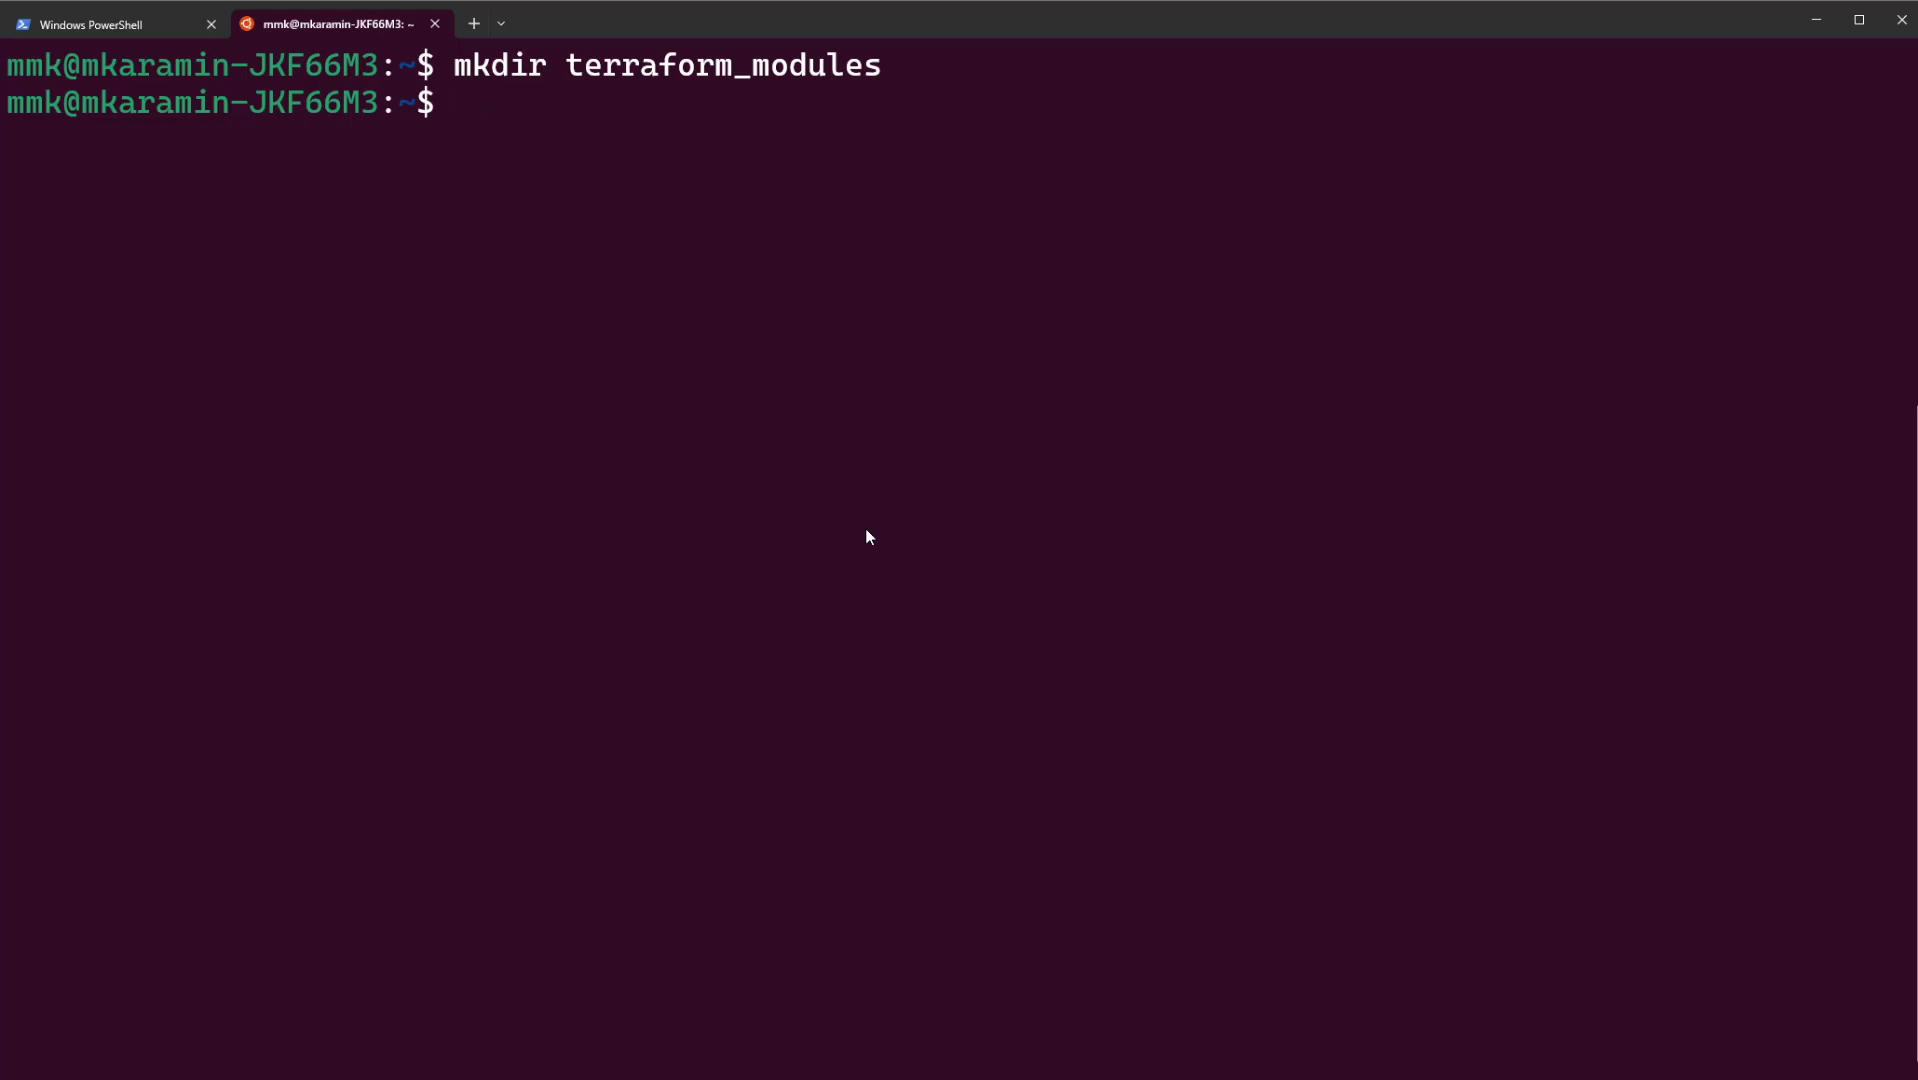 Windows PowerShell
mmk@mkaramin-JKF66M3: ~
mmk@mkaramin-JKF66M3:~$ mkdir terraform_modules
mmk@mkaramin-JKF66M3:~$